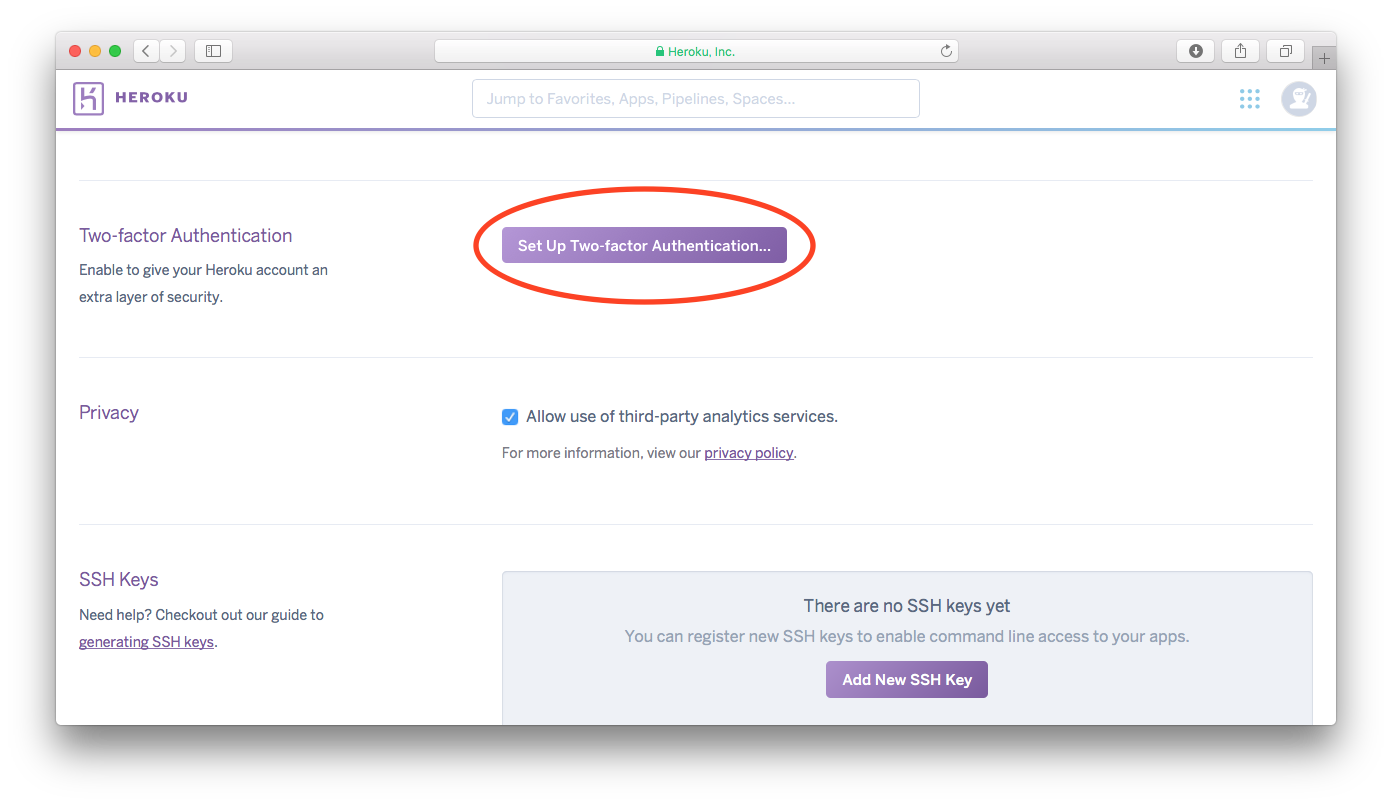 Heroku, Inc.
HEROKU
Jump to Favorites, Apps, Pipelines, Spaces...
Two-factor Authentication
Set Up Two-factor Authentication...
Enable to give your Heroku account an
extra layer of security.
Privacy
Allow use of third-party analytics services.
For more information, view our privacy policy.
SSH Keys
Need help? Checkout out our guide to
generating SSH keys.
There are no SSH keys yet
You can register new SSH keys to enable command line access to your apps.
Add New SSH Key